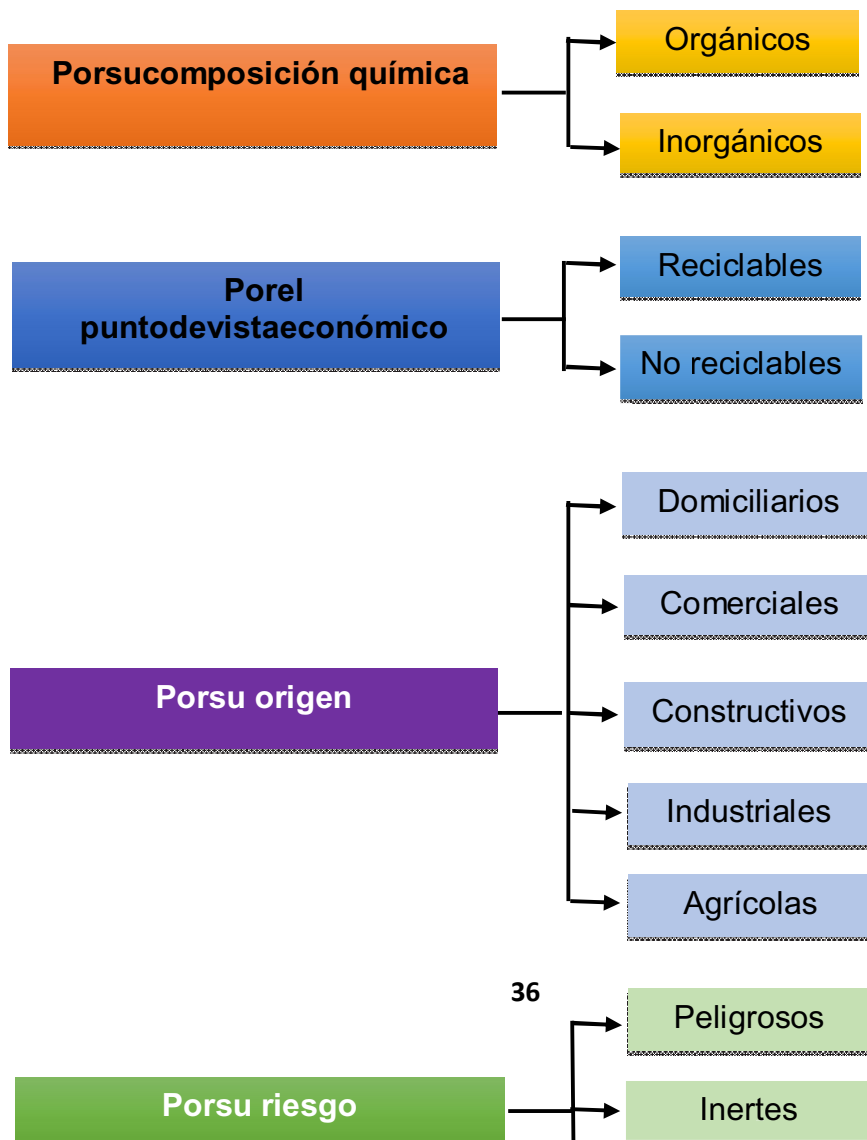 Porsucomposición química
Orgánicos
Inorgánicos
Porel
puntodevistaeconómico
Reciclables
No reciclables
Porsu origen
Domiciliarios
Comerciales
Constructivos
Industriales
Agrícolas
36
Porsu riesgo
Peligrosos
Inertes